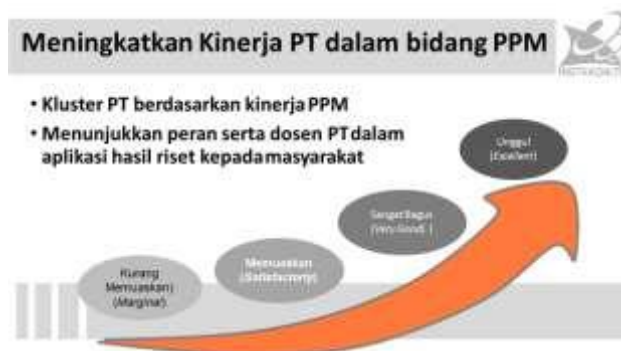 Meningkatkan Kinerja PT dalam bidang PPM
• Kluster PT berdasarkan kinerja PPM
• Menunjukkan peran serta dosen PT dalam
aplikasi hasil riset kepada masyarakat
Unggul
(Excellent)
Sangat Bagus
(Very Good )
Memuaskan
(Satisfactory)
Kurang
Memuaskan
(Marginal)